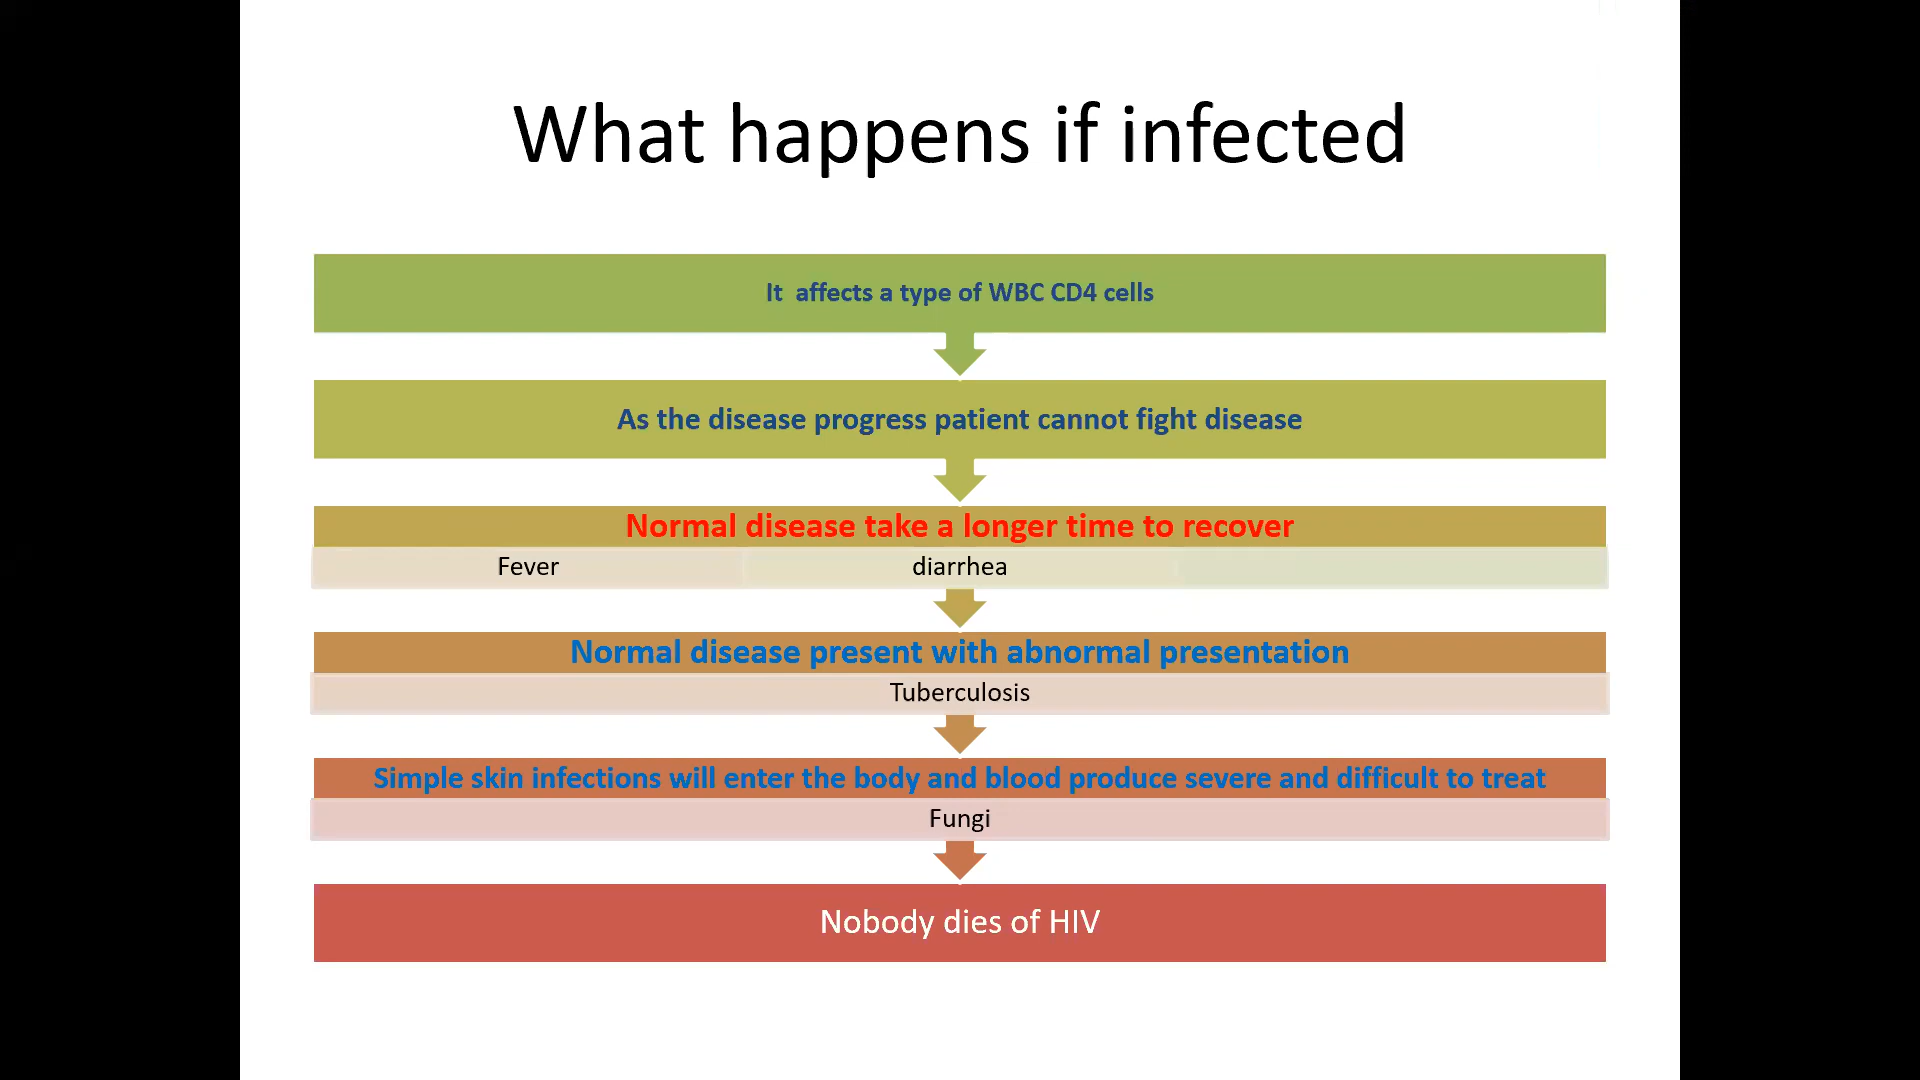 What happens if infected
It affects a type of WBC CD4 cells
As the disease progress patient cannot fight disease
Normal disease take a longer time to recover
Fever
diarrhea
Normal disease present with abnormal presentation
Tuberculosis
Simple skin infections will enter the body and blood produce severe and difficult to treat
Fungi
Nobody dies of HIV